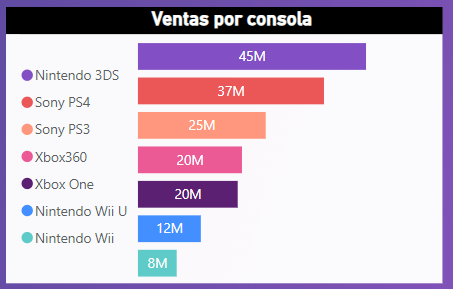 Ventas por consola
45M
Nintendo 3DS
37M
Sony PS4
25M
Sony PS3
20M
Xbox360
20M
Xbox One
12M
Nintendo Wii U
8M
Nintendo Wii